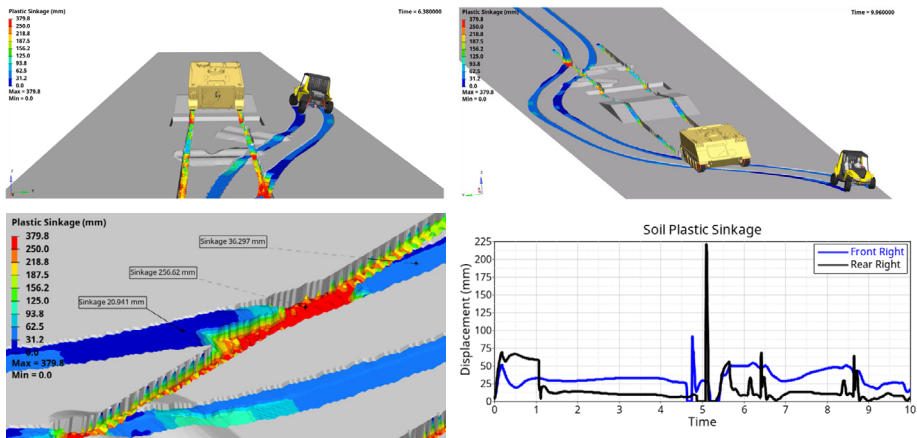 Plastic Sinkage (mm)
379.8
250.0
218.8
187.5
156.2
125.0
93.8
62.5
31.2
0.0
Max = 379.8
Min = 0.0
Time = 6.380000
Plastic Sinkage (mm)
379.8
250.0
218.8
187.5
156.2
125.0
93.8
62.5
31.2
0.0
Max = 379.8
Min = 0.0
Time = 9.960000
Plastic Sinkage (mm)
379.8
250.0
218.8
187.5
156.2
125.0
93.8
62.5
31.2
0.0
Max = 379.8
Min = 0.0
Sinkage 36.297 mm
Sinkage 256.62 mm
Sinkage 20.941 mm
Soil Plastic Sinkage
Front Right
Rear Right
Displacement (mm)
225
200
175
150
125
100
75
50
25
0
0 1 2 3 4 5 6 7 8 9 10
Time